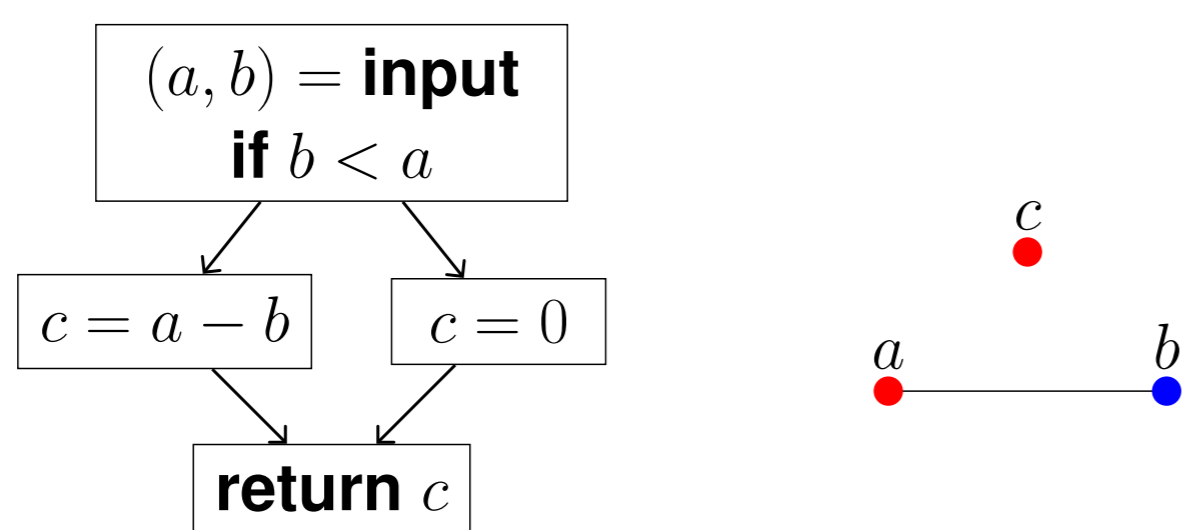 (a, b) = input
if b < a
c = a − b
c = 0
return c
c
a
b